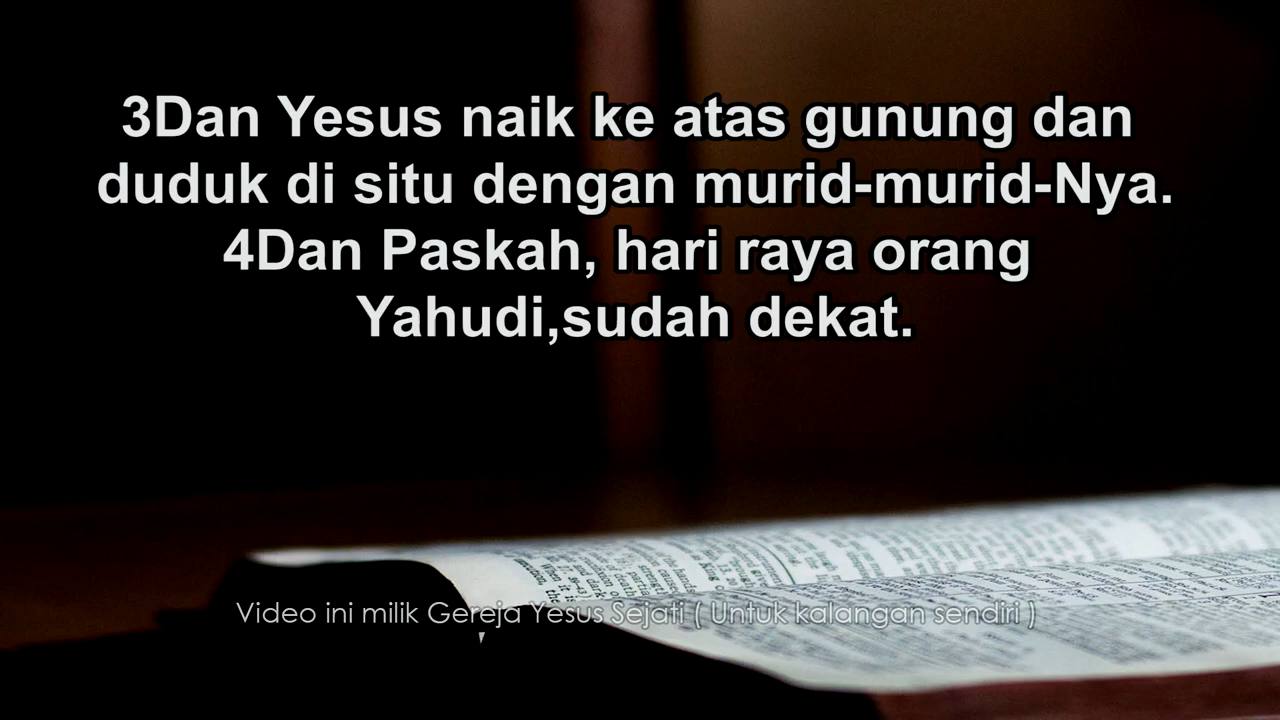 3Dan Yesus naik ke atas gunung dan
duduk di situ dengan murid-murid-Nya.
4Dan Paskah, hari raya orang
Yahudi,sudah dekat.
Video ini milik Gereja Yesus Sejati ( Untuk kalangan sendiri )